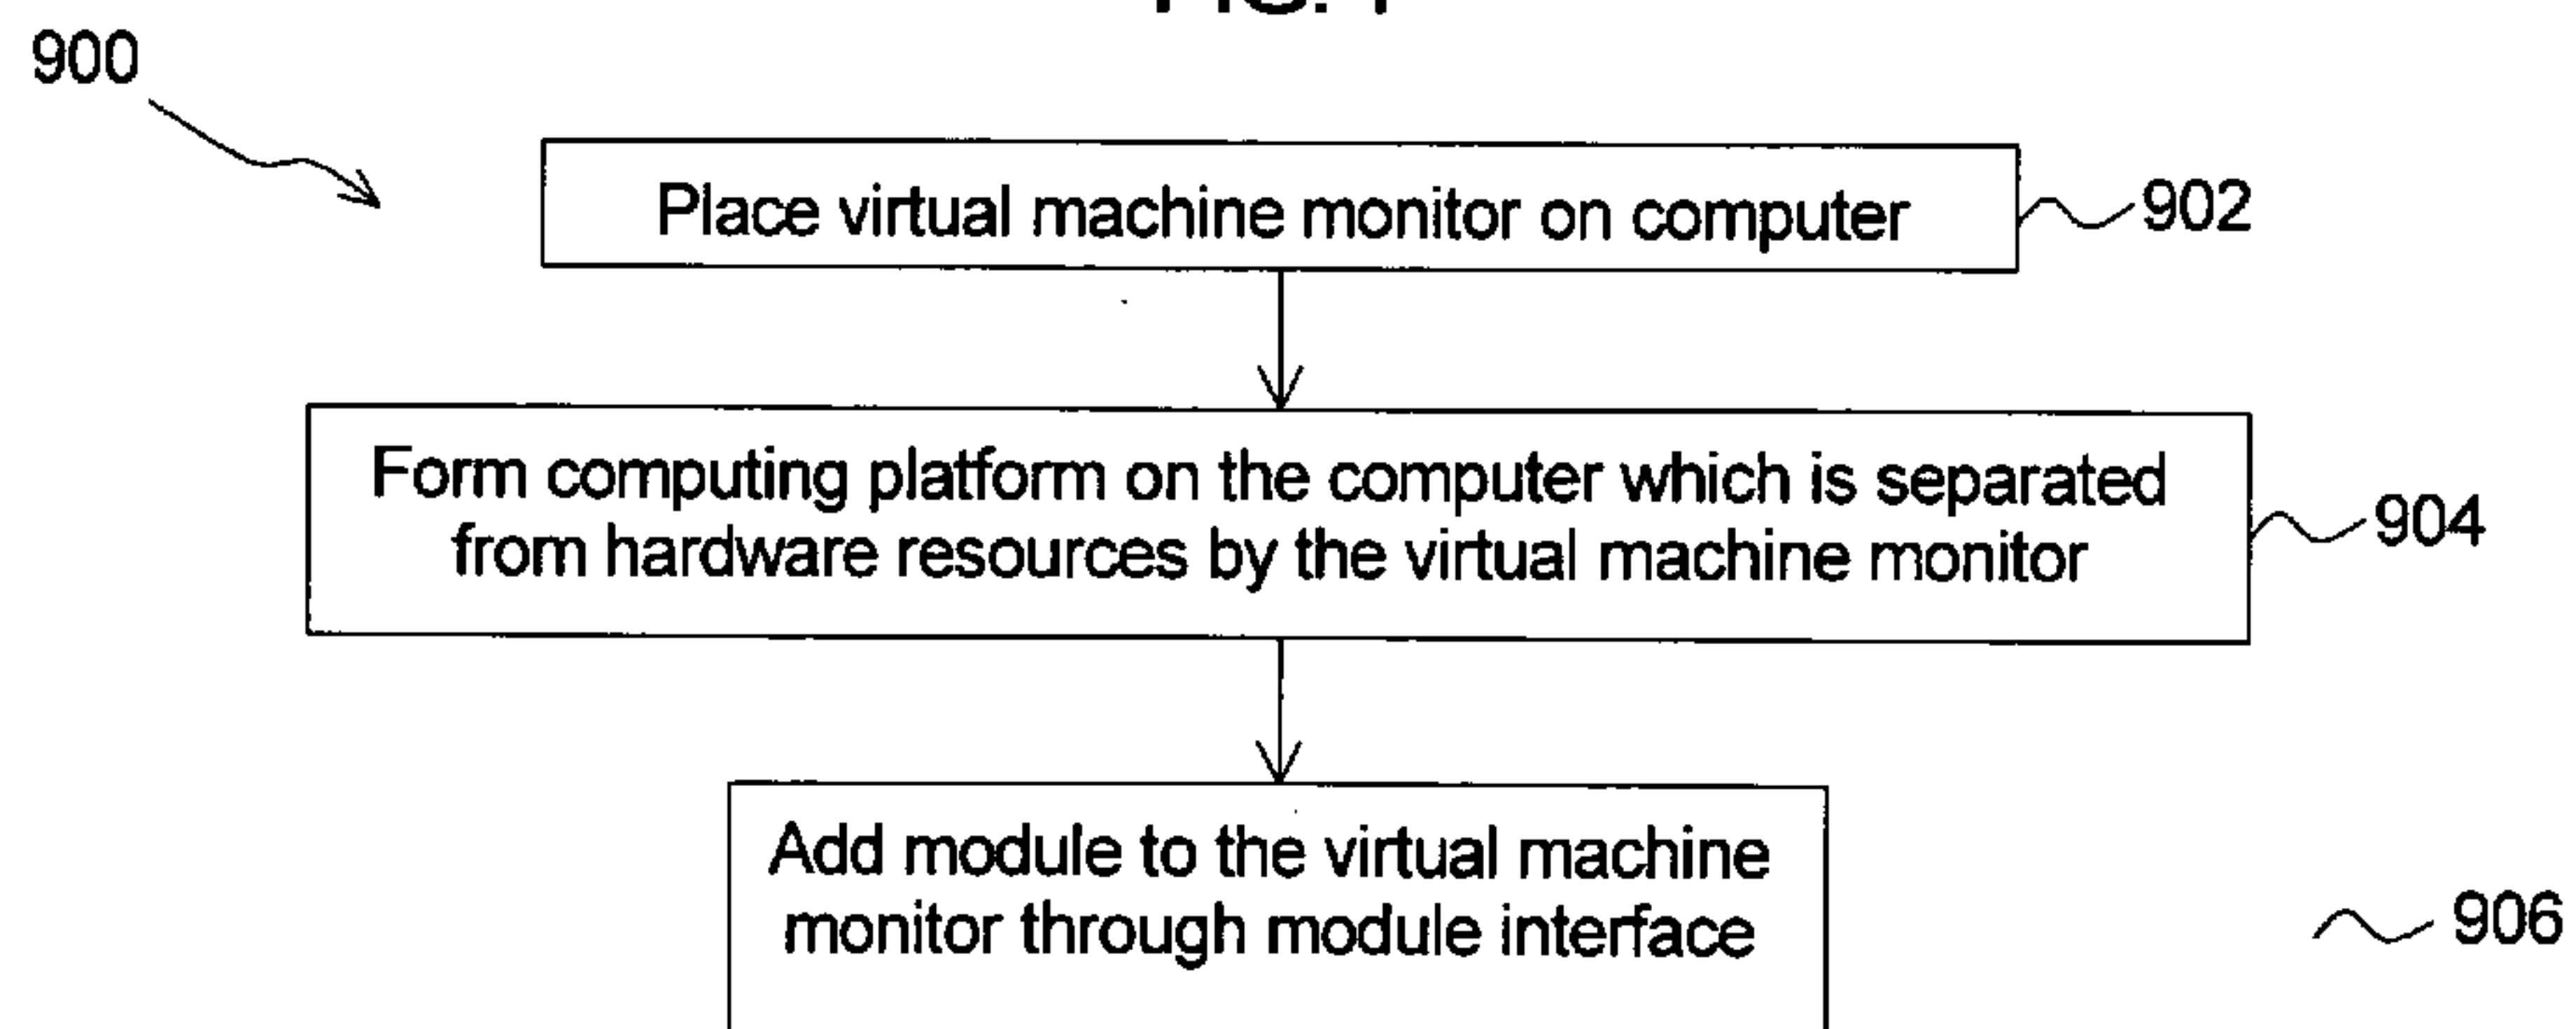 900
Place virtual machine monitor on computer
902
Form computing platform on the computer which is separated
from hardware resources by the virtual machine monitor
904
Add module to the virtual machine
monitor through module interface
906